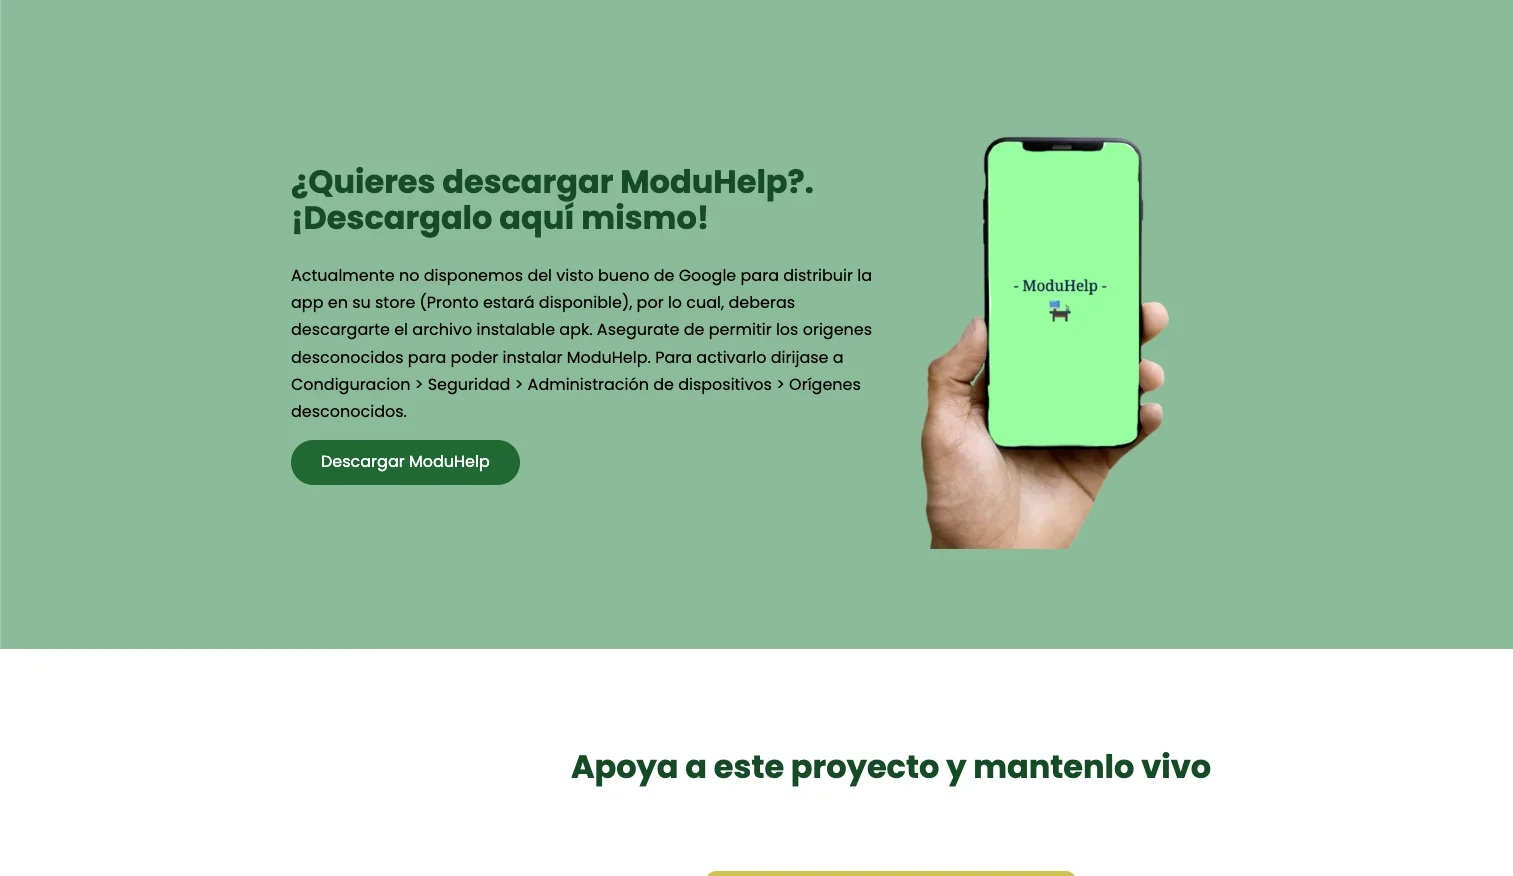 ¿Quieres descargar ModuHelp?.
¡Descargalo aquí mismo!
Actualmente no disponemos del visto bueno de Google para distribuir la
app en su store (Pronto estará disponible), por lo cual, deberas
descargarte el archivo instalable apk. Asegurate de permitir los origenes
desconocidos para poder instalar ModuHelp. Para activarlo dirijase a
Condiguracion > Seguridad > Administración de dispositivos > Orígenes
desconocidos.
Descargar ModuHelp
- ModuHelp -
Apoya a este proyecto y mantenlo vivo